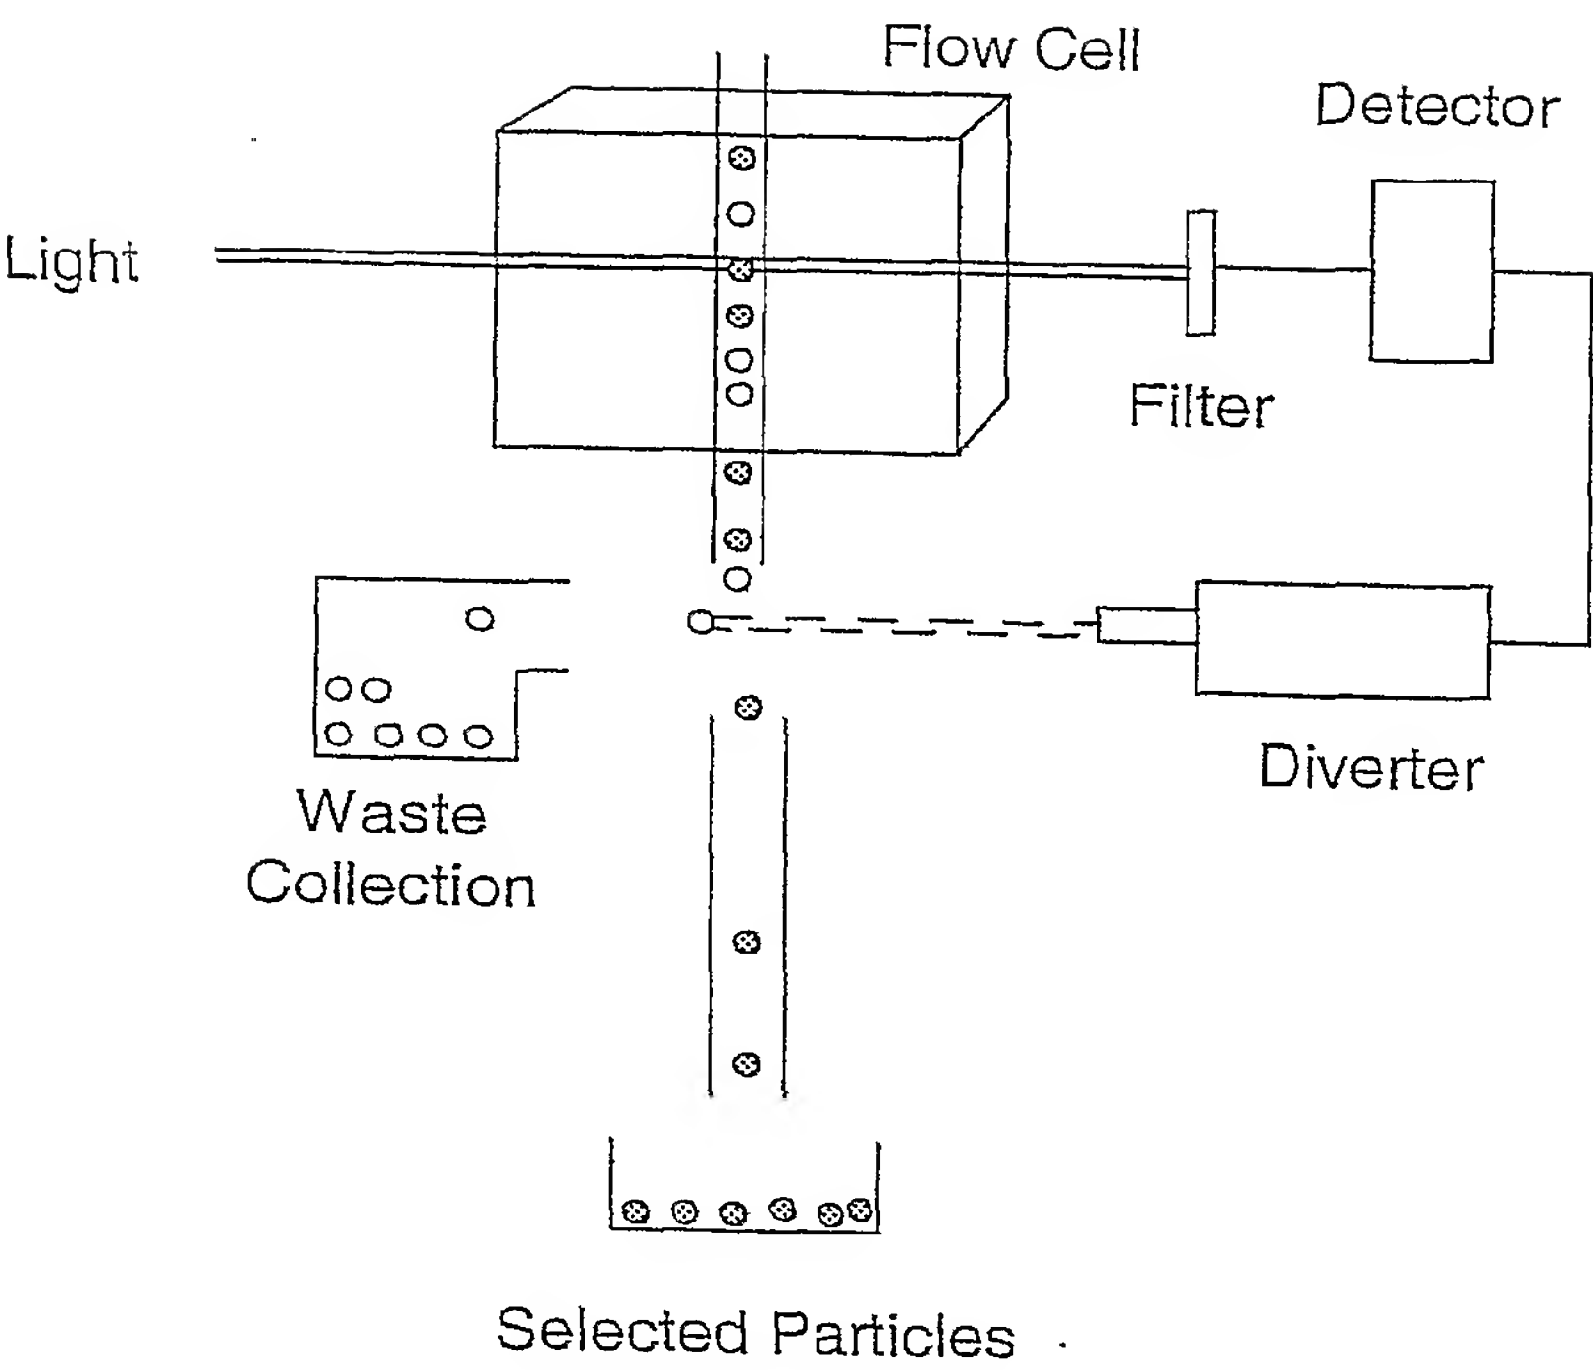 Flow Cell
Detector
Light
Filter
Diverter
Waste
Collection
Selected Particles